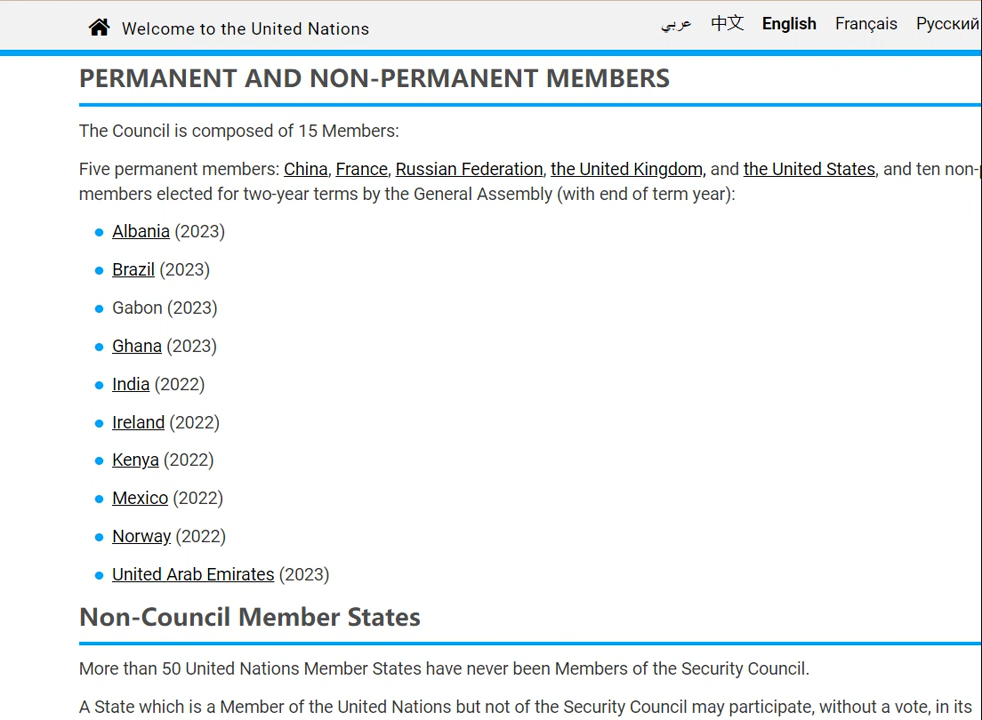 Welcome to the United Nations
عربي 中文 English Français Русский
PERMANENT AND NON-PERMANENT MEMBERS
The Council is composed of 15 Members:
Five permanent members: China, France, Russian Federation, the United Kingdom, and the United States, and ten non-
members elected for two-year terms by the General Assembly (with end of term year):
Albania (2023)
Brazil (2023)
Gabon (2023)
Ghana (2023)
India (2022)
Ireland (2022)
Kenya (2022)
Mexico (2022)
Norway (2022)
United Arab Emirates (2023)
Non-Council Member States
More than 50 United Nations Member States have never been Members of the Security Council.
A State which is a Member of the United Nations but not of the Security Council may participate, without a vote, in its